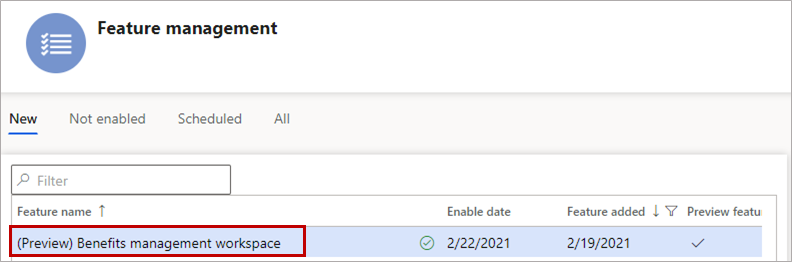 Feature management
New Not enabled Scheduled All
Filter
Feature name ↑ Enable date Feature added ↓ Preview featu
(Preview) Benefits management workspace 2/22/2021 2/19/2021